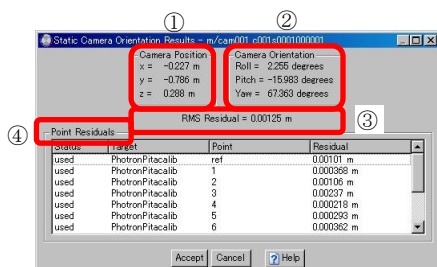 ① ②
Static Camera Orientation Results - m/cam001_c001s0001000001
Camera Position Camera Orientation
x = -0.227 m Roll = 2.255 degrees
y = -0.786 m Pitch = -15.983 degrees
z = 0.288 m Yaw = 67.363 degrees
RMS Residual = 0.00125 m ③
④ Point Residuals
Status Target Point Residual
used PhotronPitacalib ref 0.00101 m
used PhotronPitacalib 1 0.000368 m
used PhotronPitacalib 2 0.00106 m
used PhotronPitacalib 3 0.00237 m
used PhotronPitacalib 4 0.000218 m
used PhotronPitacalib 5 0.000293 m
used PhotronPitacalib 6 0.000362 m
Accept Cancel ? Help